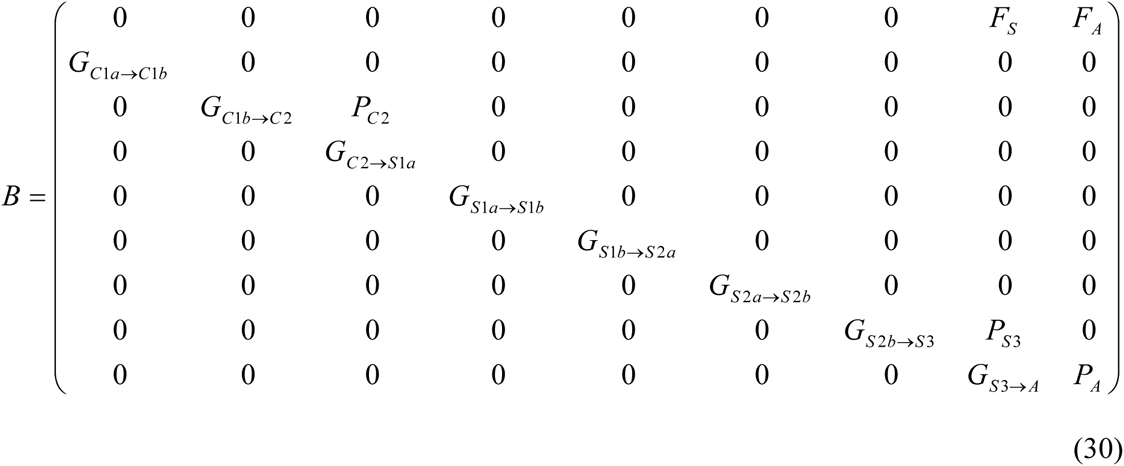 0 0 0 0 0 0 0 F_S F_A
G_{C1a→C1b} 0 0 0 0 0 0 0 0
0 G_{C1b→C2} P_{C2} 0 0 0 0 0 0
0 0 G_{C2→S1a} 0 0 0 0 0 0
B = 0 0 0 G_{S1a→S1b} 0 0 0 0 0
0 0 0 0 G_{S1b→S2a} 0 0 0 0
0 0 0 0 0 G_{S2a→S2b} 0 0 0
0 0 0 0 0 0 G_{S2b→S3} P_{S3} 0
0 0 0 0 0 0 0 G_{S3→A} P_A
(30)